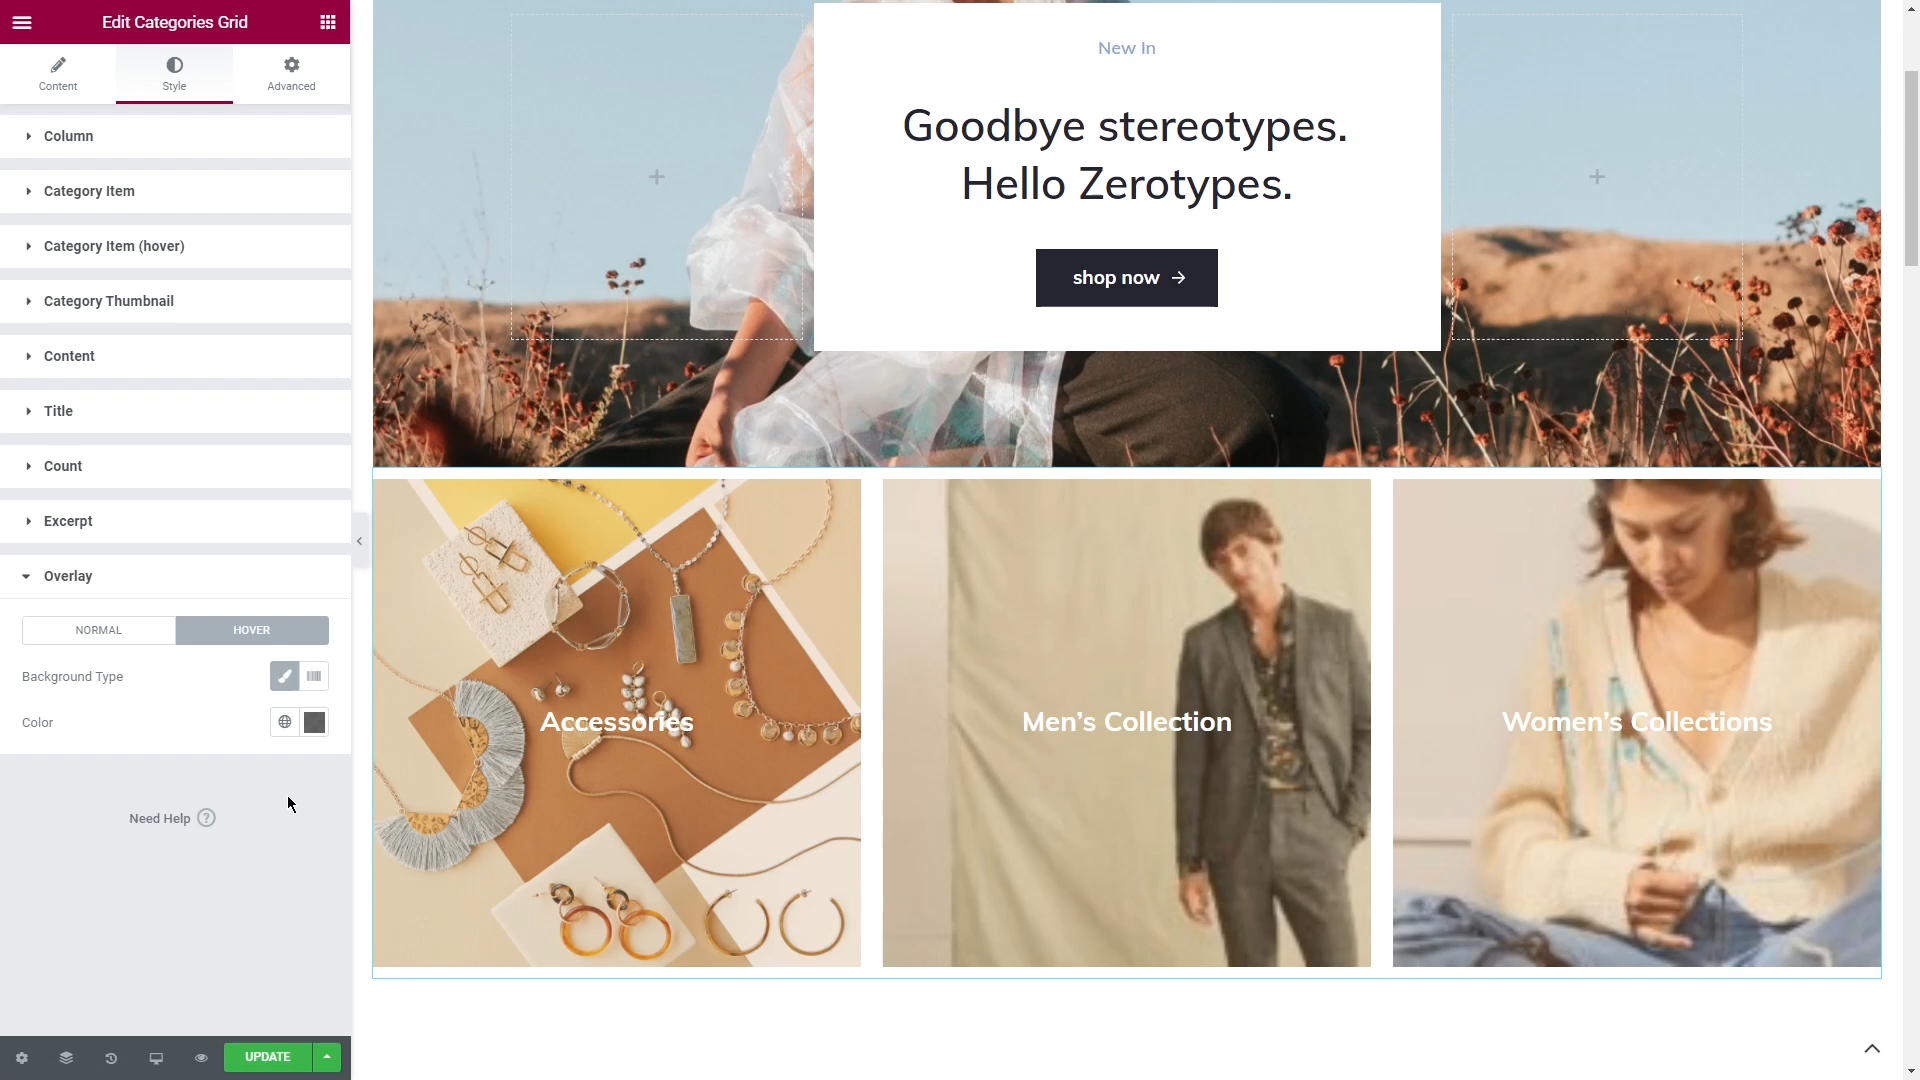 Edit Categories Grid
Content
Style
Advanced
Column
Category Item
Category Item (hover)
Category Thumbnail
Content
Title
Count
Excerpt
Overlay
NORMAL
HOVER
Background Type
Color
Need Help ?
UPDATE
New In
Goodbye stereotypes.
Hello Zerotypes.
shop now →
Accessories
Men’s Collection
Women’s Collections